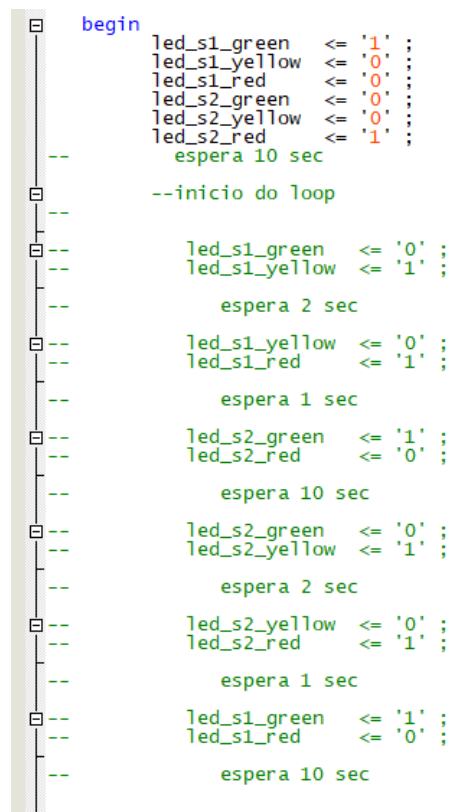 begin
led_s1_green <= '1' ;
led_s1_yellow <= '0' ;
led_s1_red <= '0' ;
led_s2_green <= '0' ;
led_s2_yellow <= '0' ;
led_s2_red <= '1' ;
-- espera 10 sec
--inicio do loop
--
-- led_s1_green <= '0' ;
-- led_s1_yellow <= '1' ;
-- espera 2 sec
-- led_s1_yellow <= '0' ;
-- led_s1_red <= '1' ;
-- espera 1 sec
-- led_s2_green <= '1' ;
-- led_s2_red <= '0' ;
-- espera 10 sec
-- led_s2_green <= '0' ;
-- led_s2_yellow <= '1' ;
-- espera 2 sec
-- led_s2_yellow <= '0' ;
-- led_s2_red <= '1' ;
-- espera 1 sec
-- led_s1_green <= '1' ;
-- led_s1_red <= '0' ;
-- espera 10 sec